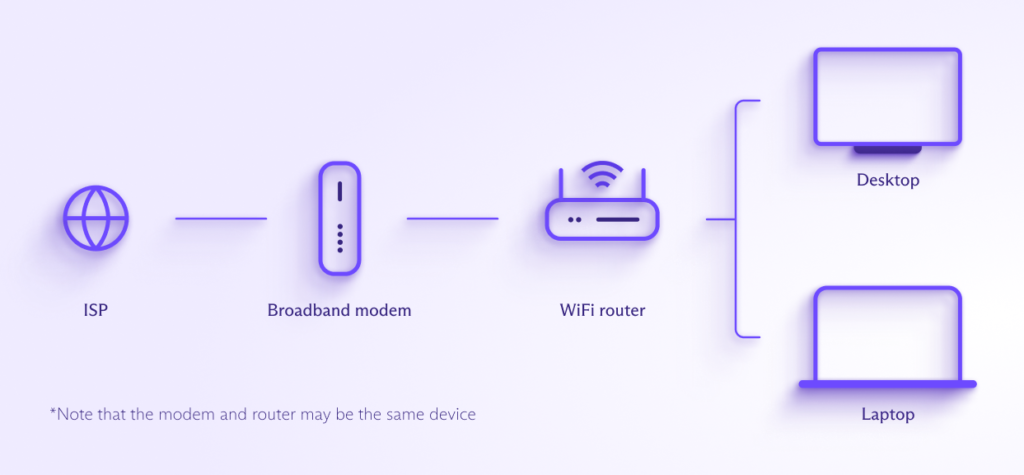 Desktop
ISP
Broadband modem
WiFi router
Laptop
*Note that the modem and router may be the same device